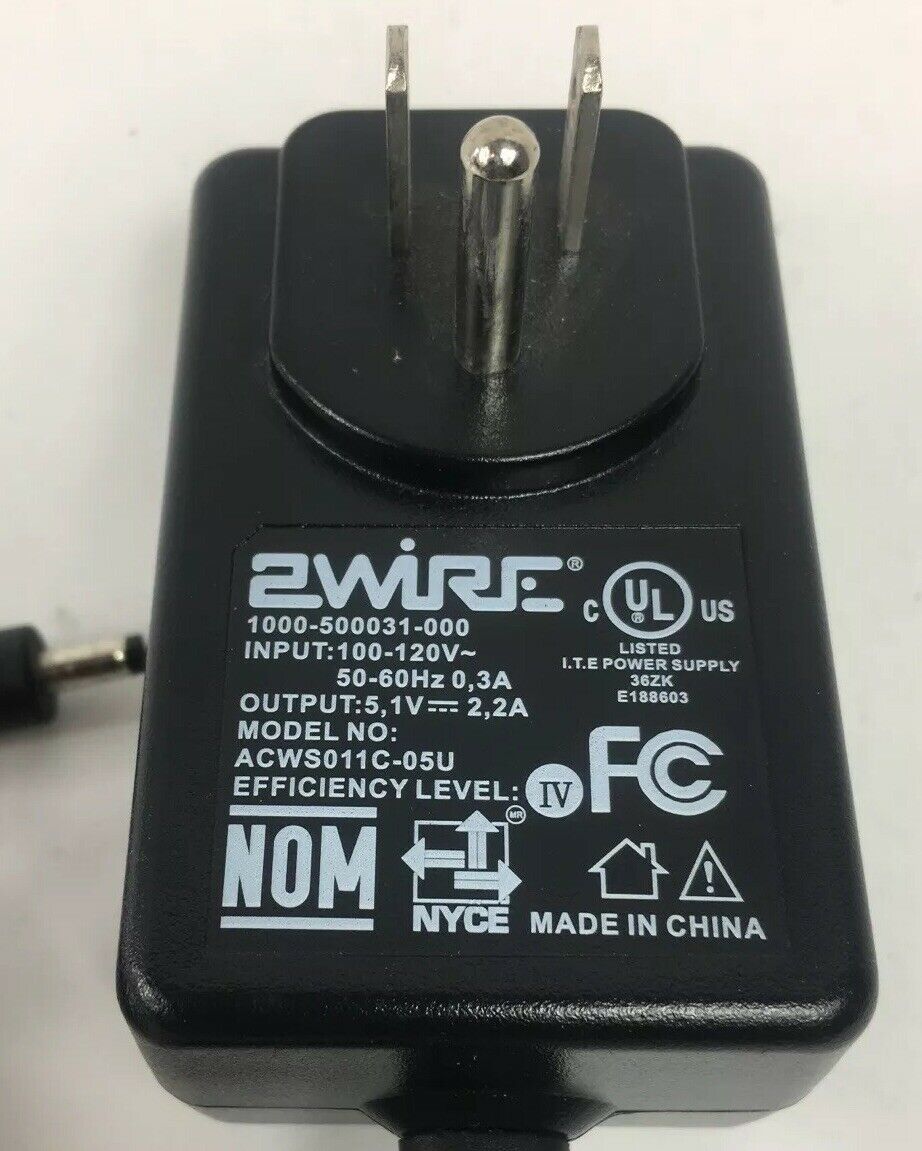 2WiRE®
1000-500031-000
INPUT:100-120V~
50-60Hz 0,3A
OUTPUT:5,1V⎓2,2A
MODEL NO:
ACWS011C-05U
EFFICIENCY LEVEL: IV
C UL® US
LISTED
I.T.E POWER SUPPLY
36ZK
E188603
FC
NOM
MR
NYCE
MADE IN CHINA